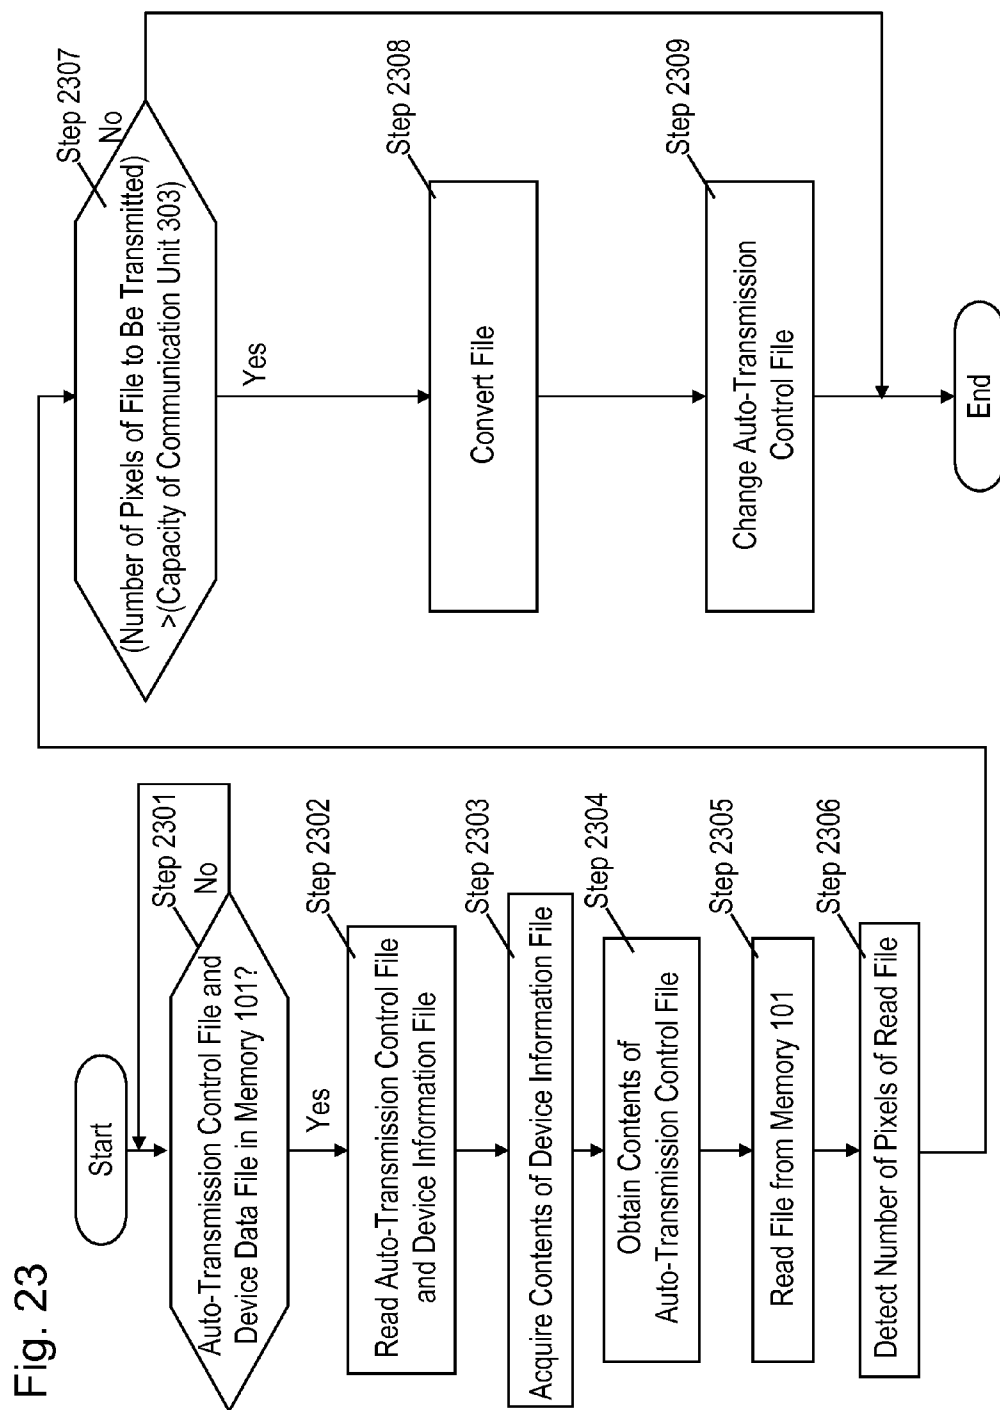 Fig. 23
Start
Step 2301
Auto-Transmission Control File and
Device Data File in Memory 101?
No
Yes
Step 2302
Read Auto-Transmission Control File
and Device Information File
Step 2303
Acquire Contents of Device Information File
Step 2304
Obtain Contents of
Auto-Transmission Control File
Step 2305
Read File from Memory 101
Step 2306
Detect Number of Pixels of Read File
Step 2307
(Number of Pixels of File to Be Transmitted)
>(Capacity of Communication Unit 303)
No
Yes
Step 2308
Convert File
Step 2309
Change Auto-Transmission
Control File
End